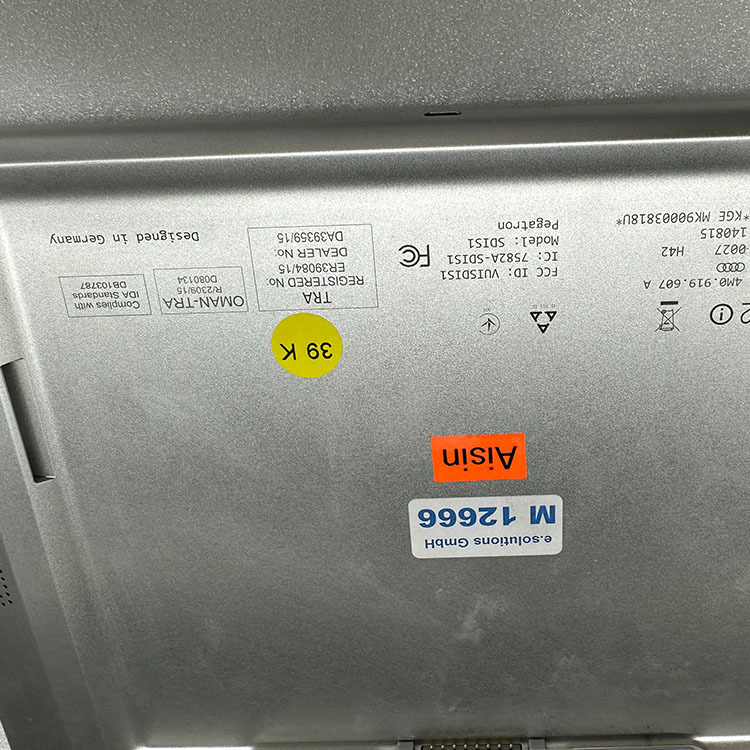 4M0.919.607 A
0027 H42
140815
*KGE MK90003818U*
FCC ID: VUISDIS1
IC: 7582A-SDIS1
Model: SDIS1
Pegatron
FC
TRA
REGISTERED No
ER39084/15
DEALER No
DA39359/15
OMAN-TRA
R/2309/15
D080134
Complies with
IDA Standards
DB103787
Designed in Germany
39 K
Aisin
e.solutions GmbH
M 12666